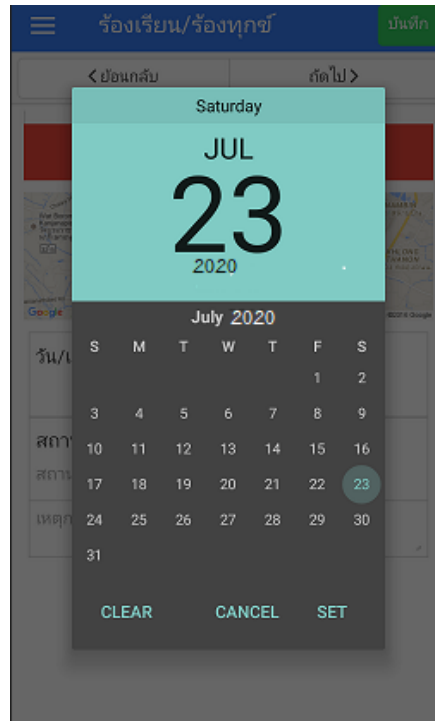 ร้องเรียน/ร้องทุกข์ บันทึก
ย้อนกลับ ถัดไป
Saturday
JUL
23
2020
July 2020
S M T W T F S
1 2
3 4 5 6 7 8 9
10 11 12 13 14 15 16
17 18 19 20 21 22 23
24 25 26 27 28 29 30
31
CLEAR CANCEL SET
Google
วัน/